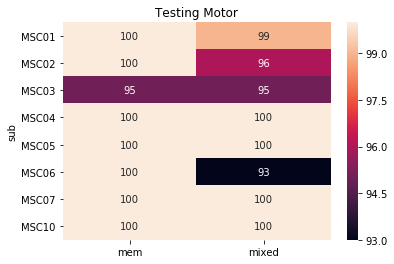 Testing Motor
MSC01 100 99
MSC02 100 96
MSC03 95 95
MSC04 100 100
MSC05 100 100
MSC06 100 93
MSC07 100 100
MSC10 100 100
sub
mem mixed
99.0
97.5
96.0
94.5
93.0